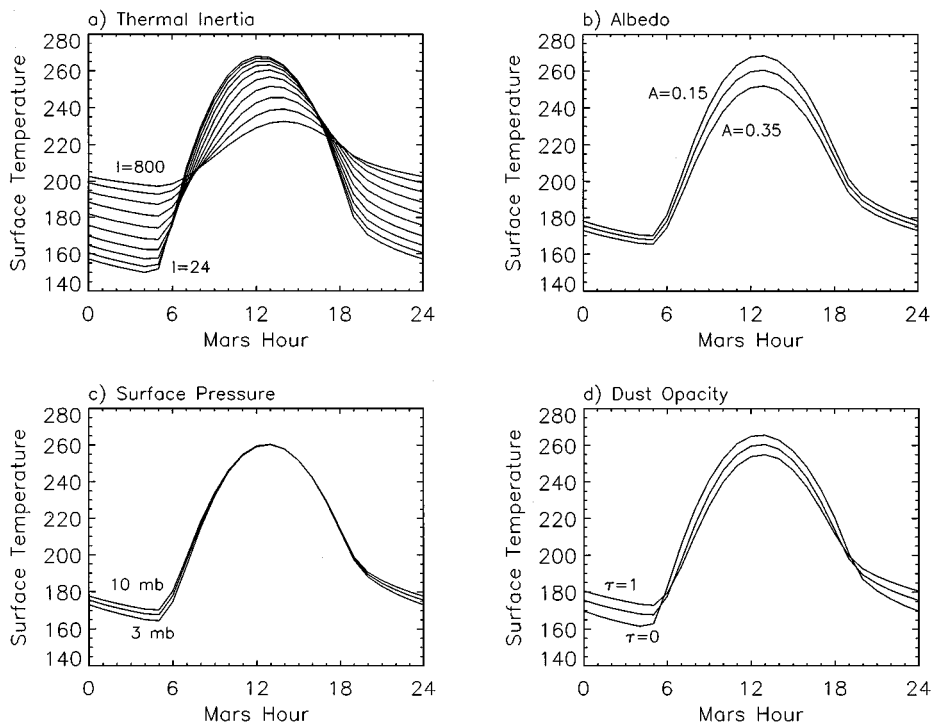 a) Thermal Inertia
280
260
240
220
200
180
160
140
Surface Temperature
I=800
I=24
0 6 12 18 24
Mars Hour
b) Albedo
280
260
240
220
200
180
160
140
Surface Temperature
A=0.15
A=0.35
0 6 12 18 24
Mars Hour
c) Surface Pressure
280
260
240
220
200
180
160
140
Surface Temperature
10 mb
3 mb
0 6 12 18 24
Mars Hour
d) Dust Opacity
280
260
240
220
200
180
160
140
Surface Temperature
τ=1
τ=0
0 6 12 18 24
Mars Hour